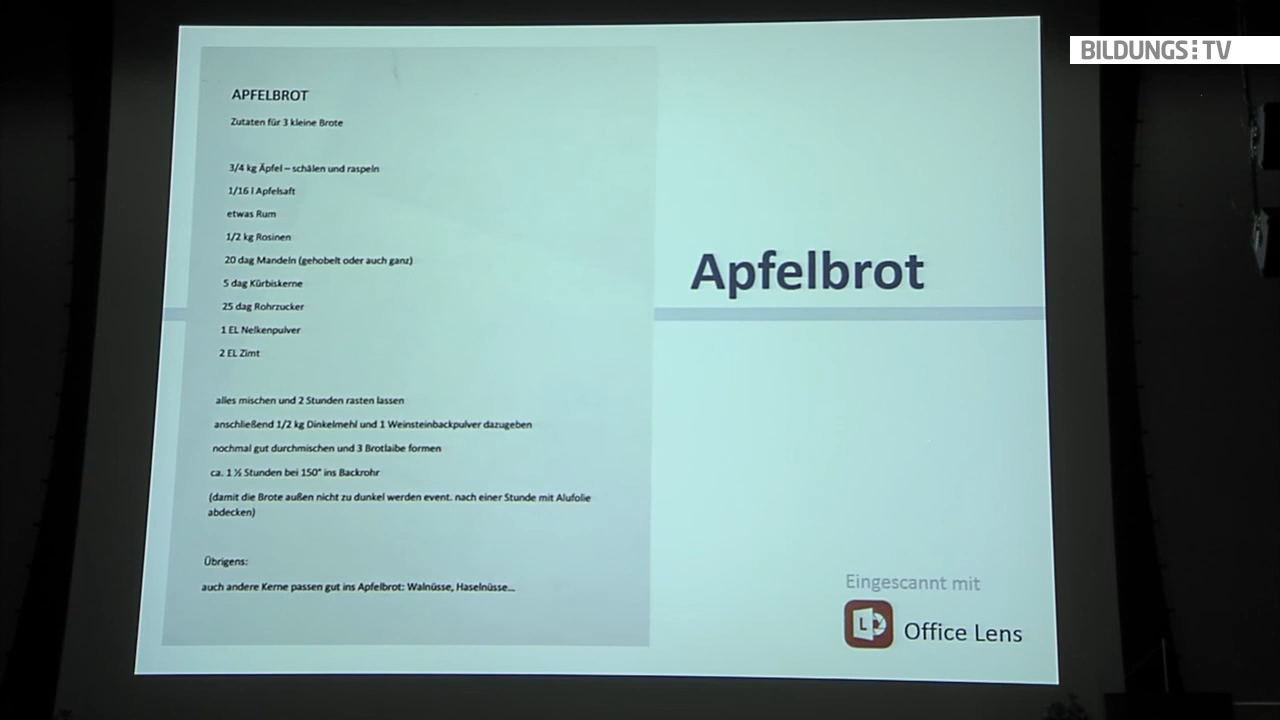 BILDUNGS:TV
APFELBROT
Zutaten für 3 kleine Brote
3/4 kg Äpfel – schälen und raspeln
1/16 l Apfelsaft
etwas Rum
1/2 kg Rosinen
20 dag Mandeln (gehobelt oder auch ganz)
5 dag Kürbiskerne
25 dag Rohrzucker
1 EL Nelkenpulver
2 EL Zimt
alles mischen und 2 Stunden rasten lassen
anschließend 1/2 kg Dinkelmehl und 1 Weinsteinbackpulver dazugeben
nochmal gut durchmischen und 3 Brotlaibe formen
ca. 1 ½ Stunden bei 150° ins Backrohr
(damit die Brote außen nicht zu dunkel werden event. nach einer Stunde mit Alufolie
abdecken)
Übrigens:
auch andere Kerne passen gut ins Apfelbrot: Walnüsse, Haselnüsse...
Apfelbrot
Eingescannt mit
L
Office Lens